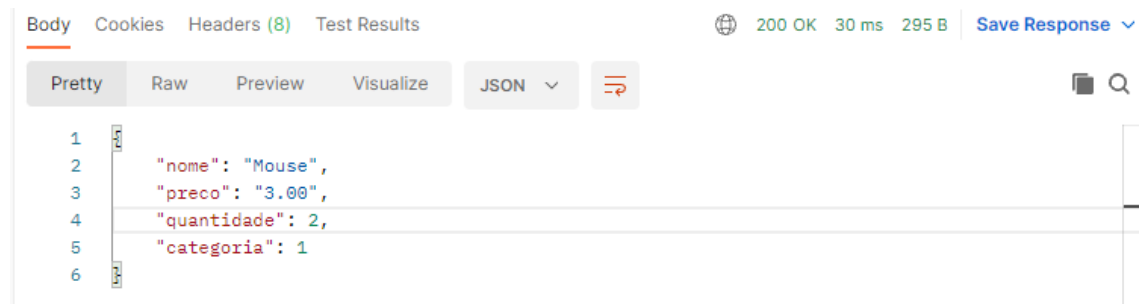 Body Cookies Headers (8) Test Results 200 OK 30 ms 295 B Save Response
Pretty Raw Preview Visualize JSON
1 {
2 "nome": "Mouse",
3 "preco": "3.00",
4 "quantidade": 2,
5 "categoria": 1
6 }